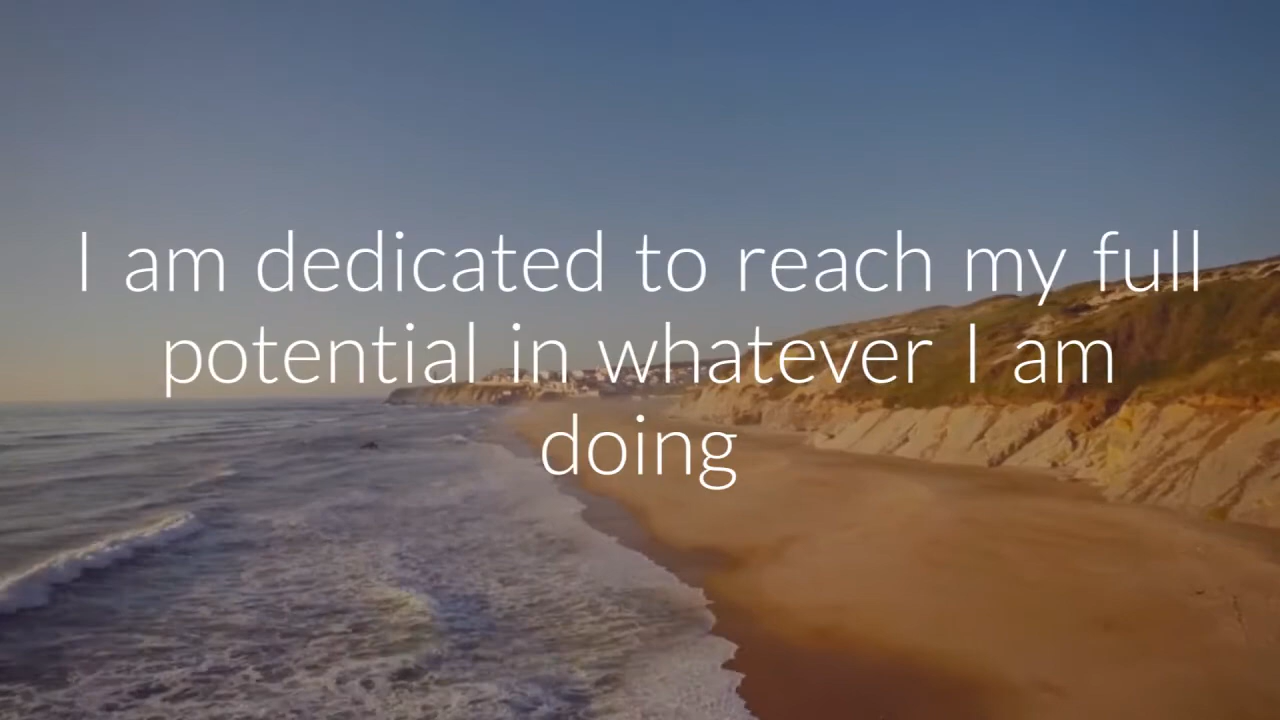 I am dedicated to reach my full
potential in whatever I am
doing